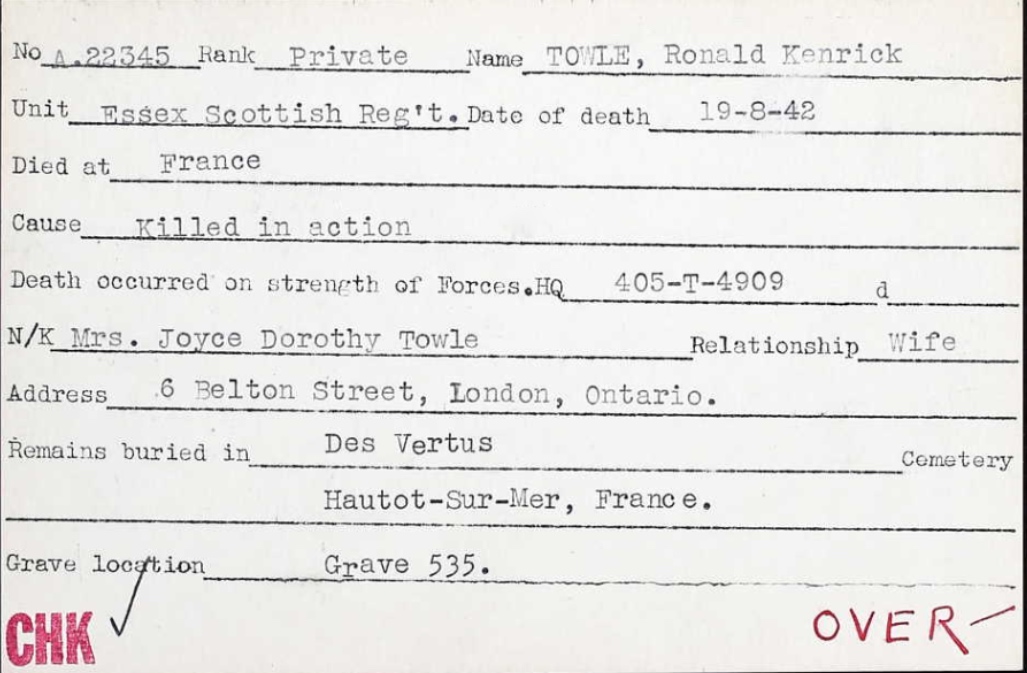 No A.22345 Rank Private Name TOWLE, Ronald Kenrick
Unit Essex Scottish Reg't. Date of death 19-8-42
Died at France
Cause Killed in action
Death occurred on strength of Forces.HQ 405-T-4909 d
N/K Mrs. Joyce Dorothy Towle Relationship Wife
Address 6 Belton Street, London, Ontario.
Remains buried in Des Vertus Cemetery
Hautot-Sur-Mer, France.
Grave location Grave 535.
CHK OVER